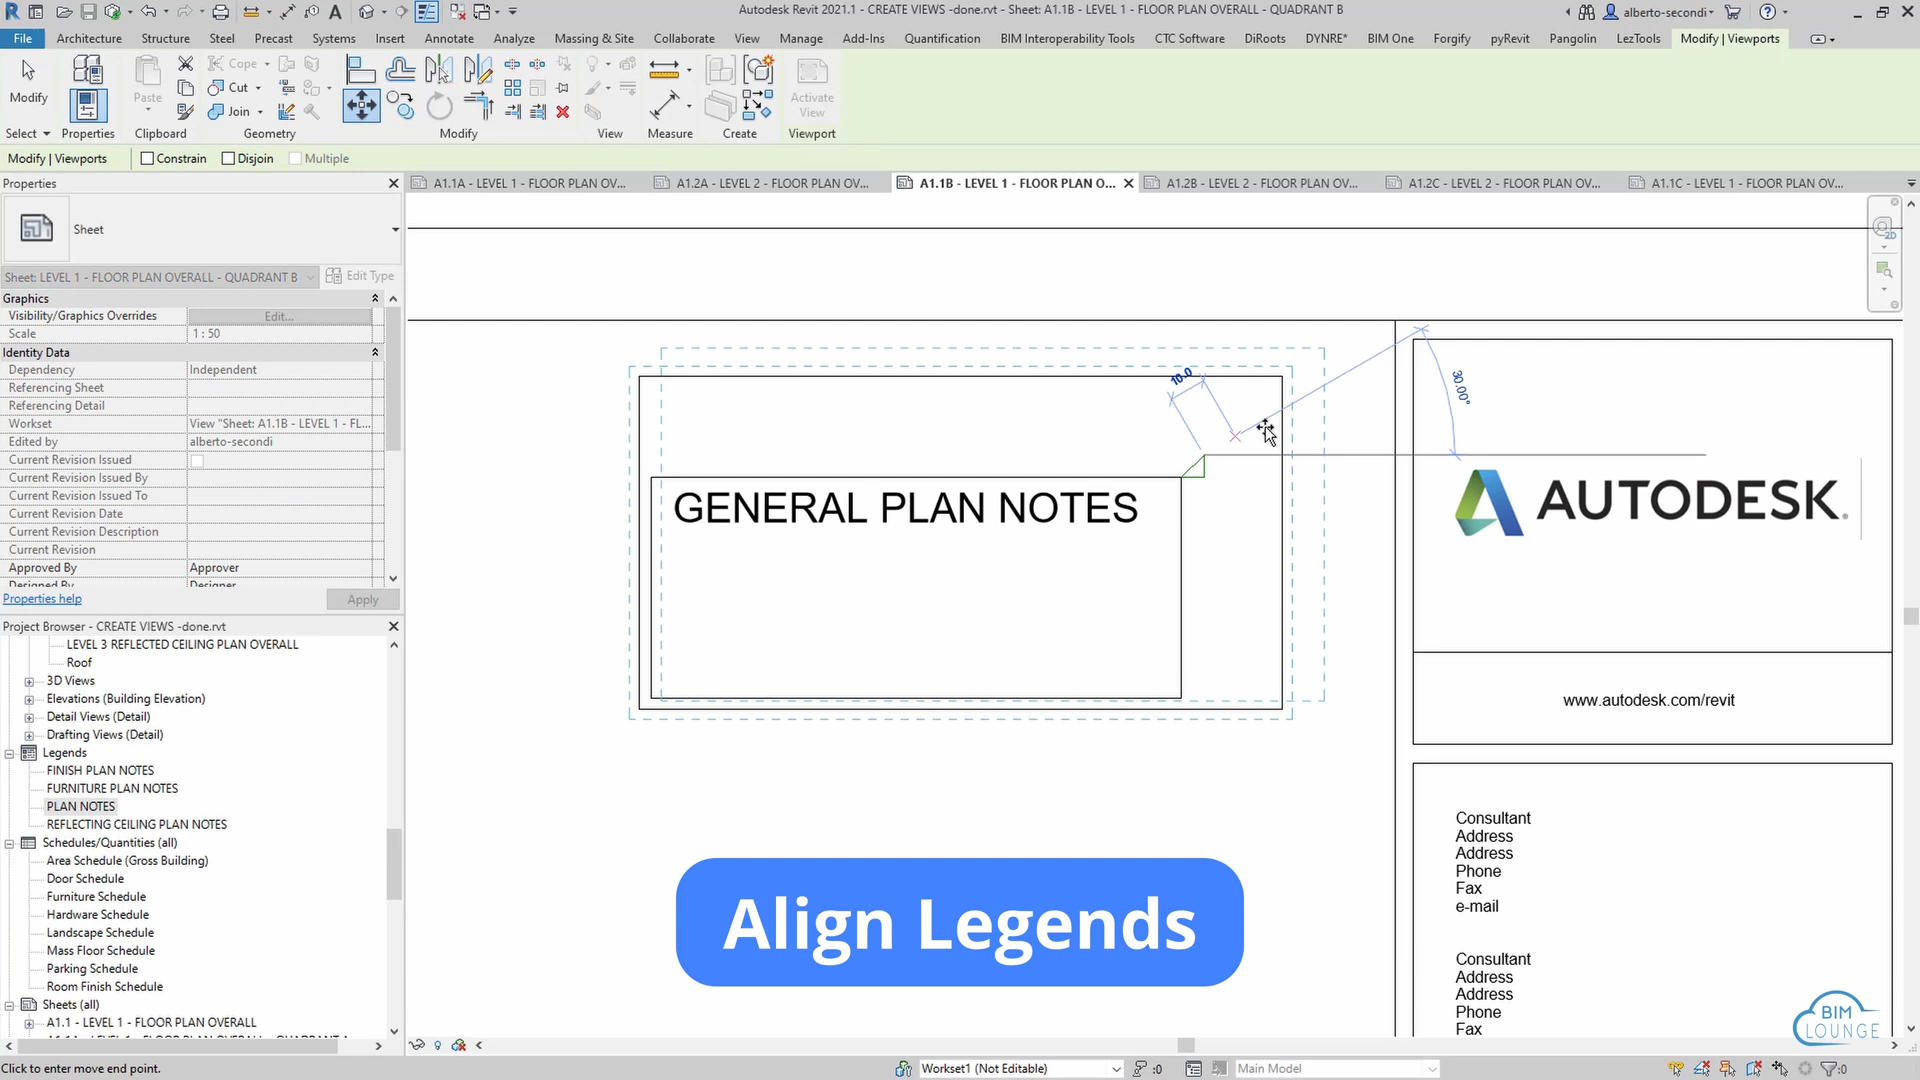 Autodesk Revit 2021.1 - CREATE VIEWS -done.rvt - Sheet: A1.1B - LEVEL 1 - FLOOR PLAN OVERALL - QUADRANT B
alberto-secondi
File Architecture Structure Steel Precast Systems Insert Annotate Analyze Massing & Site Collaborate View Manage Add-Ins Quantification BIM Interoperability Tools CTC Software DiRoots DYNRE* BIM One Forgify pyRevit Pangolin LezTools Modify | Viewports
Cope
Cut
Join
Modify
Paste
Activate
View
Select Properties Clipboard Geometry Modify View Measure Create Viewport
Modify | Viewports Constrain Disjoin Multiple
Properties
A1.1A - LEVEL 1 - FLOOR PLAN OV... A1.2A - LEVEL 2 - FLOOR PLAN OV... A1.1B - LEVEL 1 - FLOOR PLAN O... A1.2B - LEVEL 2 - FLOOR PLAN OV... A1.2C - LEVEL 2 - FLOOR PLAN OV... A1.1C - LEVEL 1 - FLOOR PLAN OV...
Sheet
Sheet: LEVEL 1 - FLOOR PLAN OVERALL - QUADRANT B Edit Type
Graphics
Visibility/Graphics Overrides Edit...
Scale 1 : 50
Identity Data
Dependency Independent
Referencing Sheet
Referencing Detail
Workset View "Sheet: A1.1B - LEVEL 1 - FL...
Edited by alberto-secondi
Current Revision Issued
Current Revision Issued By
Current Revision Issued To
Current Revision Date
Current Revision Description
Current Revision
Approved By Approver
Designed By Designer
Properties help Apply
Project Browser - CREATE VIEWS -done.rvt
LEVEL 3 REFLECTED CEILING PLAN OVERALL
Roof
3D Views
Elevations (Building Elevation)
Detail Views (Detail)
Drafting Views (Detail)
Legends
FINISH PLAN NOTES
FURNITURE PLAN NOTES
PLAN NOTES
REFLECTING CEILING PLAN NOTES
Schedules/Quantities (all)
Area Schedule (Gross Building)
Door Schedule
Furniture Schedule
Hardware Schedule
Landscape Schedule
Mass Floor Schedule
Parking Schedule
Room Finish Schedule
Sheets (all)
A1.1 - LEVEL 1 - FLOOR PLAN OVERALL
2D
10.0
30.00°
GENERAL PLAN NOTES
AUTODESK.
www.autodesk.com/revit
Consultant
Address
Address
Phone
Fax
e-mail
Consultant
Address
Address
Phone
Fax
Align Legends
BIM
LOUNGE
Click to enter move end point.
Workset1 (Not Editable) :0 Main Model :0